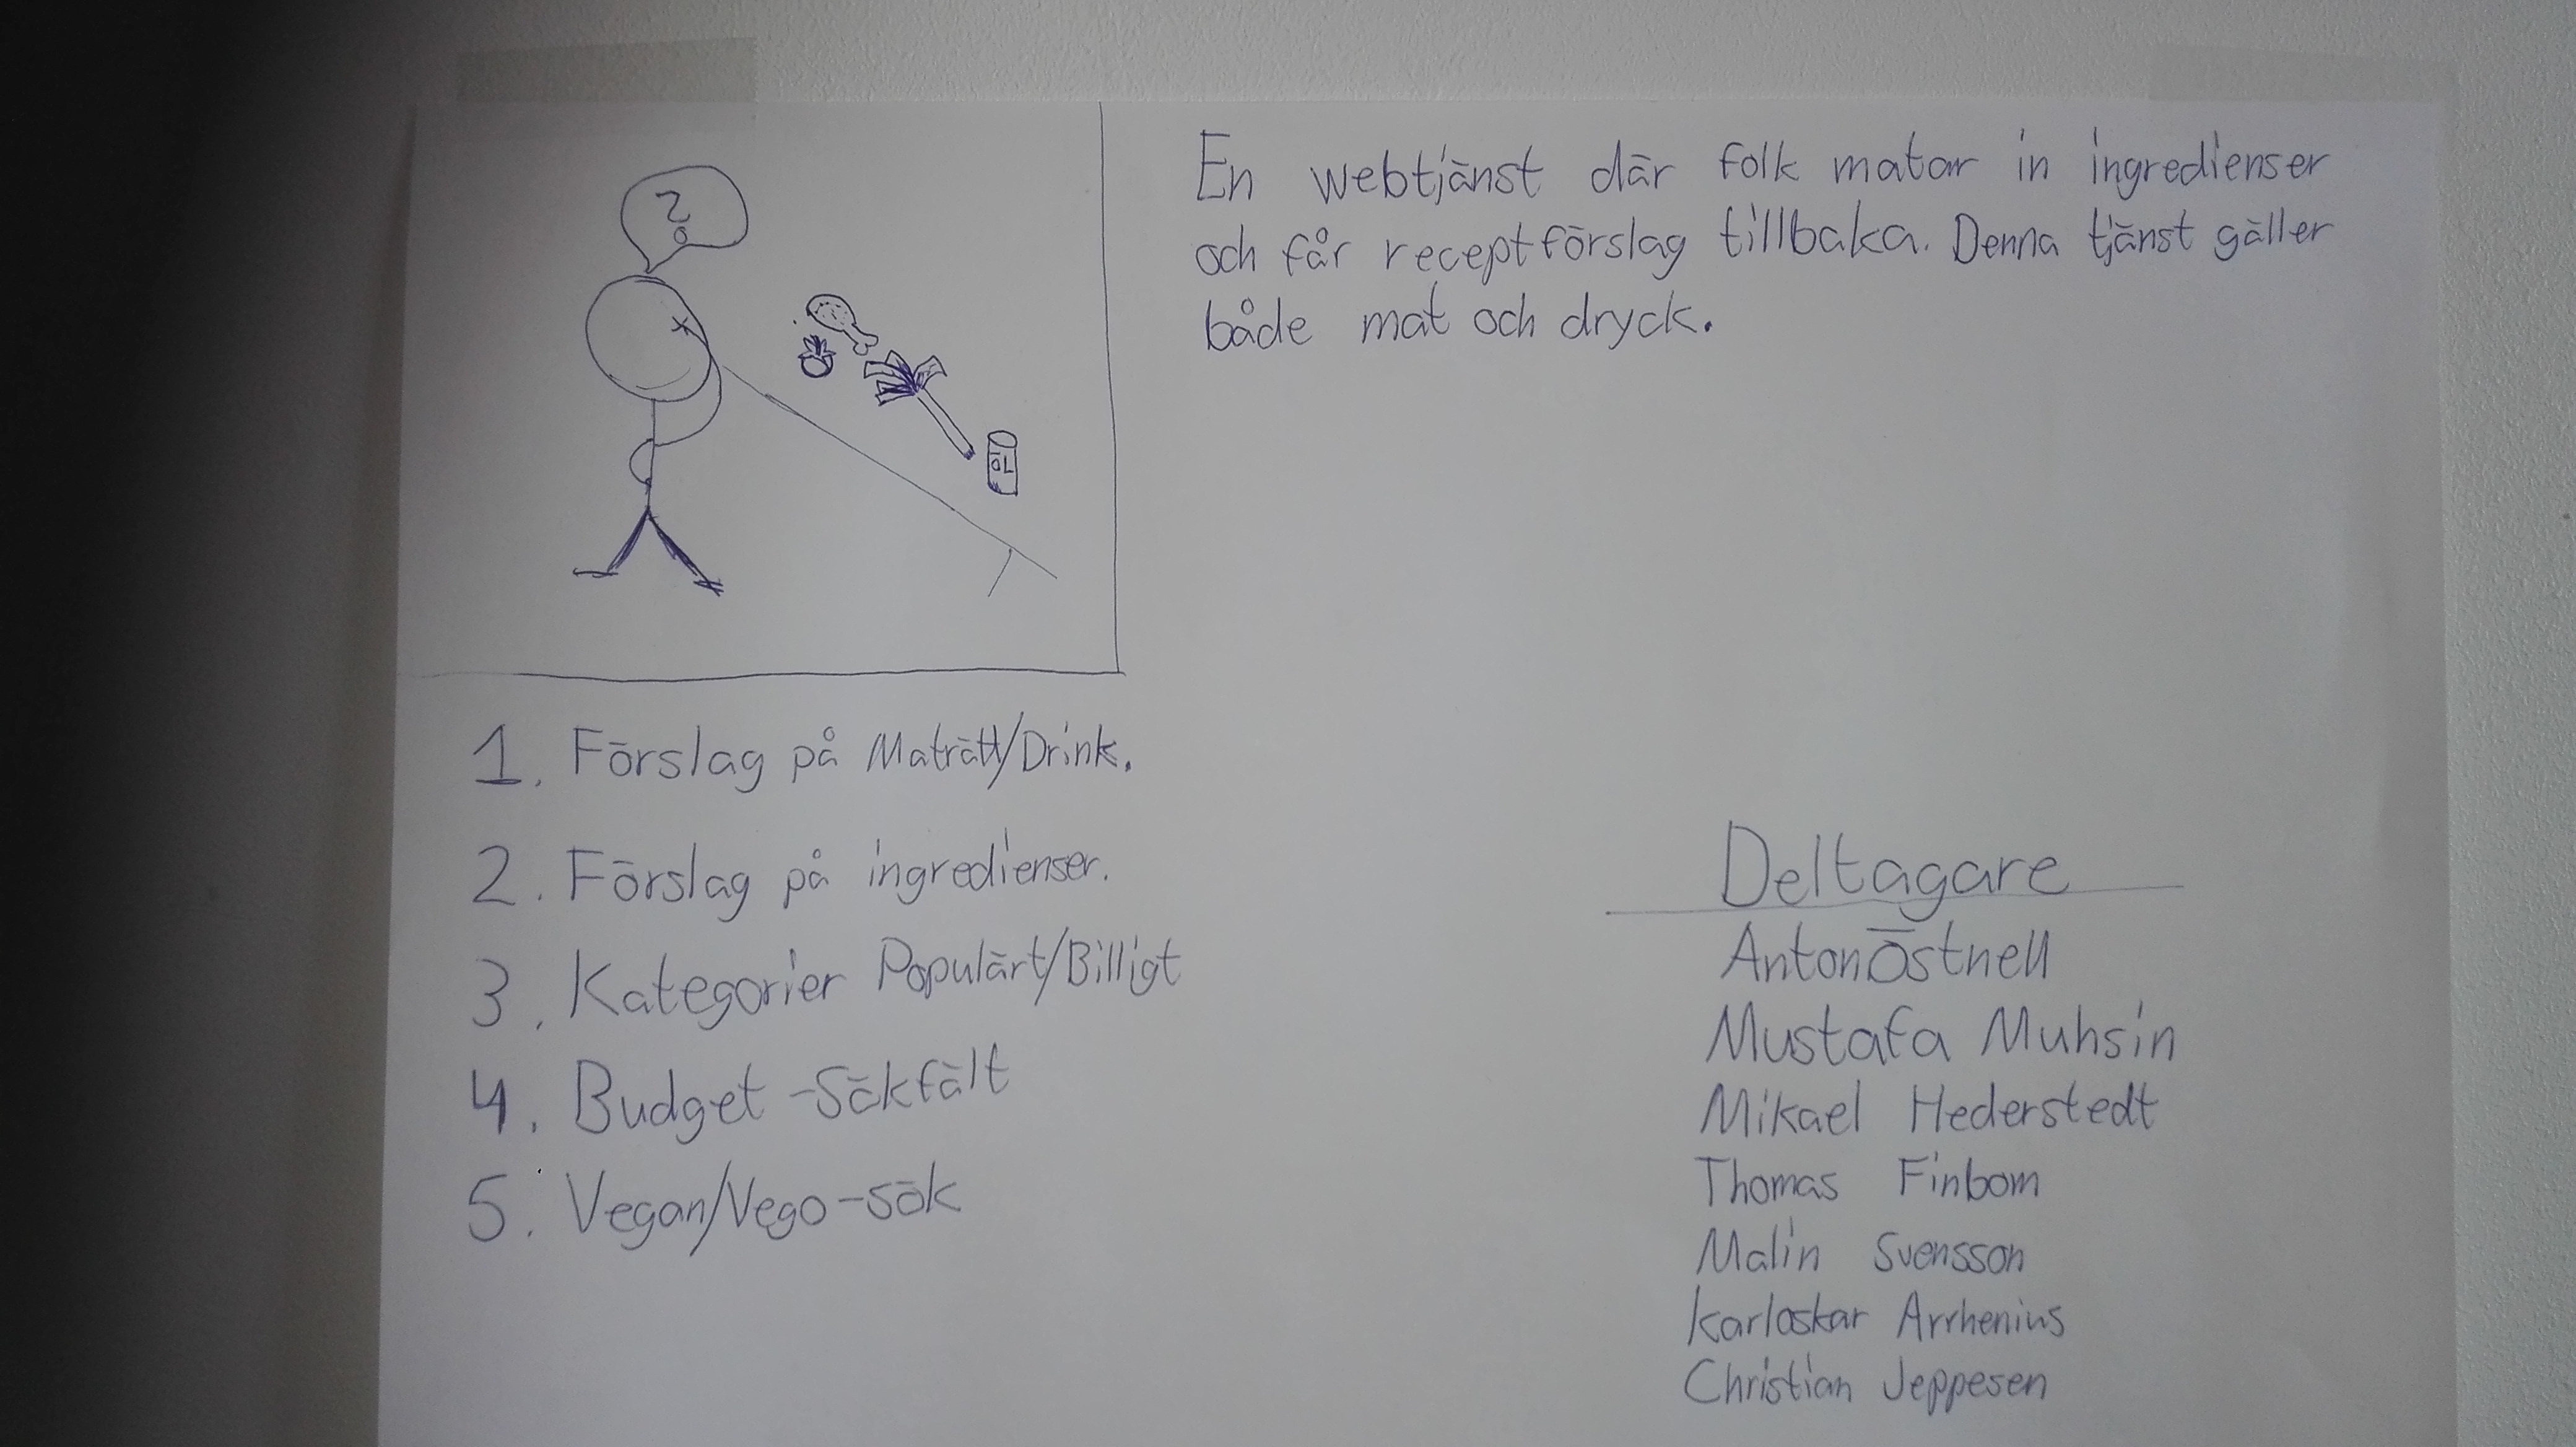 ?
ÖL
En webtjänst där folk matar in ingredienser
och får receptförslag tillbaka. Denna tjänst gäller
både mat och dryck.
1. Förslag på Maträtt/Drink.
2. Förslag på ingredienser.
3. Kategorier Populärt/Billigt
4. Budget-Sökfält
5. Vegan/Vego-sök
Deltagare
Anton Östnell
Mustafa Muhsin
Mikael Hederstedt
Thomas Finbom
Malin Svensson
Karloskar Arrhenius
Christian Jeppesen